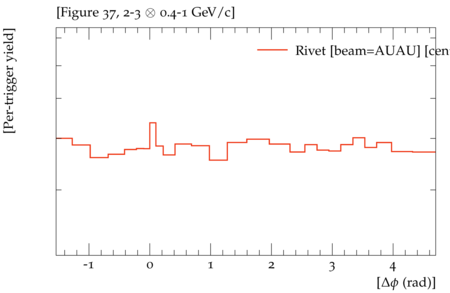 [Figure 37, 2-3 ⊗ 0.4-1 GeV/c]
[Per-trigger yield]
Rivet [beam=AUAU] [cen
-1 0 1 2 3 4
[Δϕ (rad)]